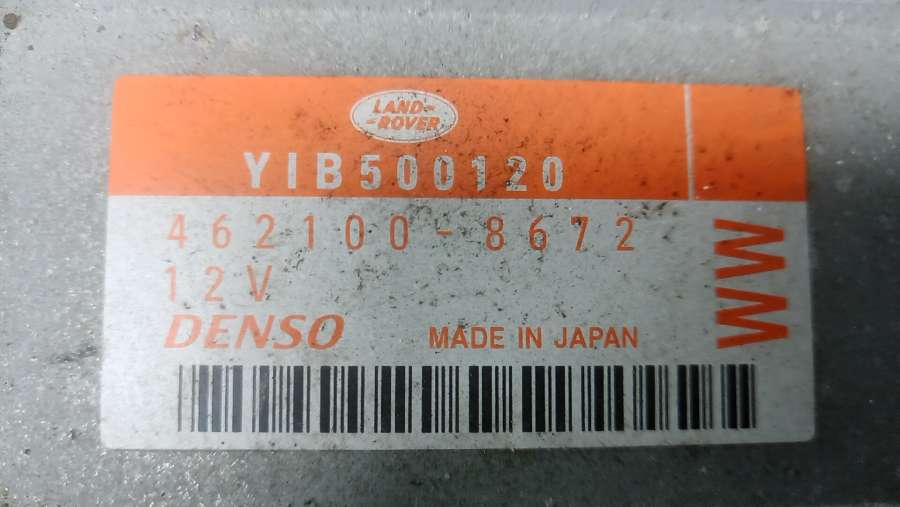 LAND-
-ROVER
YIB500120
462100-8672
12V
WW
DENSO MADE IN JAPAN